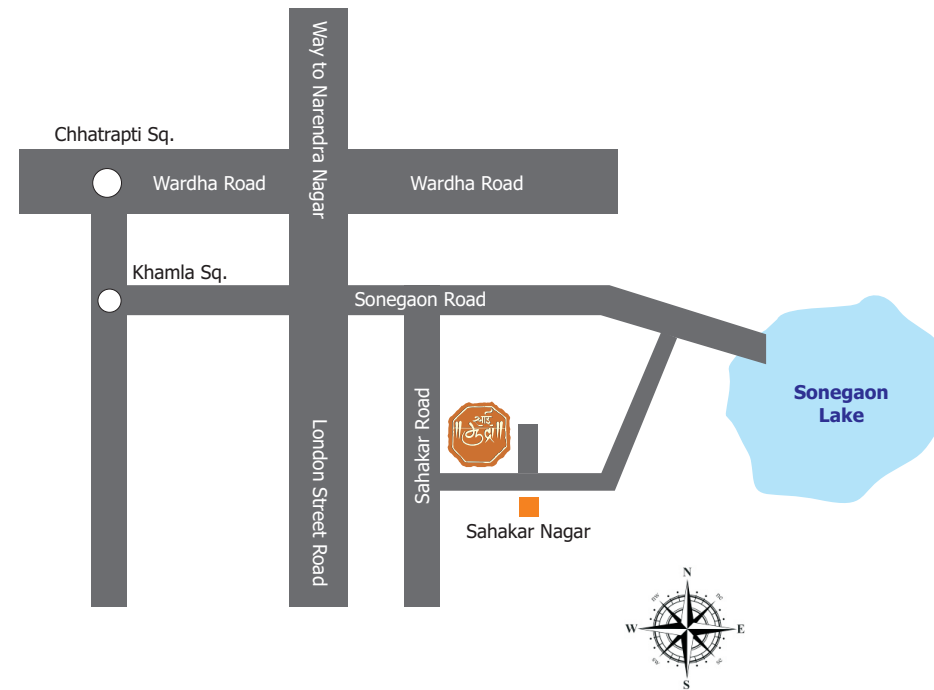 Way to Narendra Nagar
Chhatrapti Sq.
Wardha Road
Wardha Road
Khamla Sq.
Sonegaon Road
Sonegaon
Lake
London Street Road
Sahakar Road
आई
Sahakar Nagar
N
W
E
S